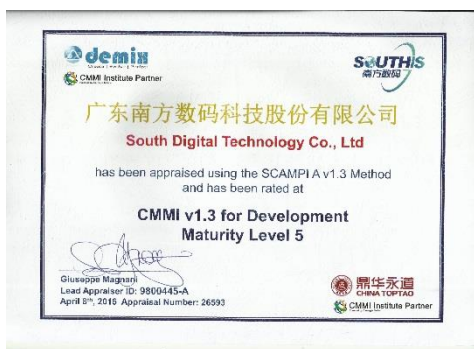 demix
CMMI Institute Partner
SOUTHIS
南方数码
广东南方数码科技股份有限公司
South Digital Technology Co., Ltd
has been appraised using the SCAMPI A v1.3 Method
and has been rated at
CMMI v1.3 for Development
Maturity Level 5
Giuseppe Magnani
Lead Appraiser ID: 9800445-A
April 8th, 2016 Appraisal Number: 26593
鼎华永道
CHINATOPTAO
CMMI Institute Partner